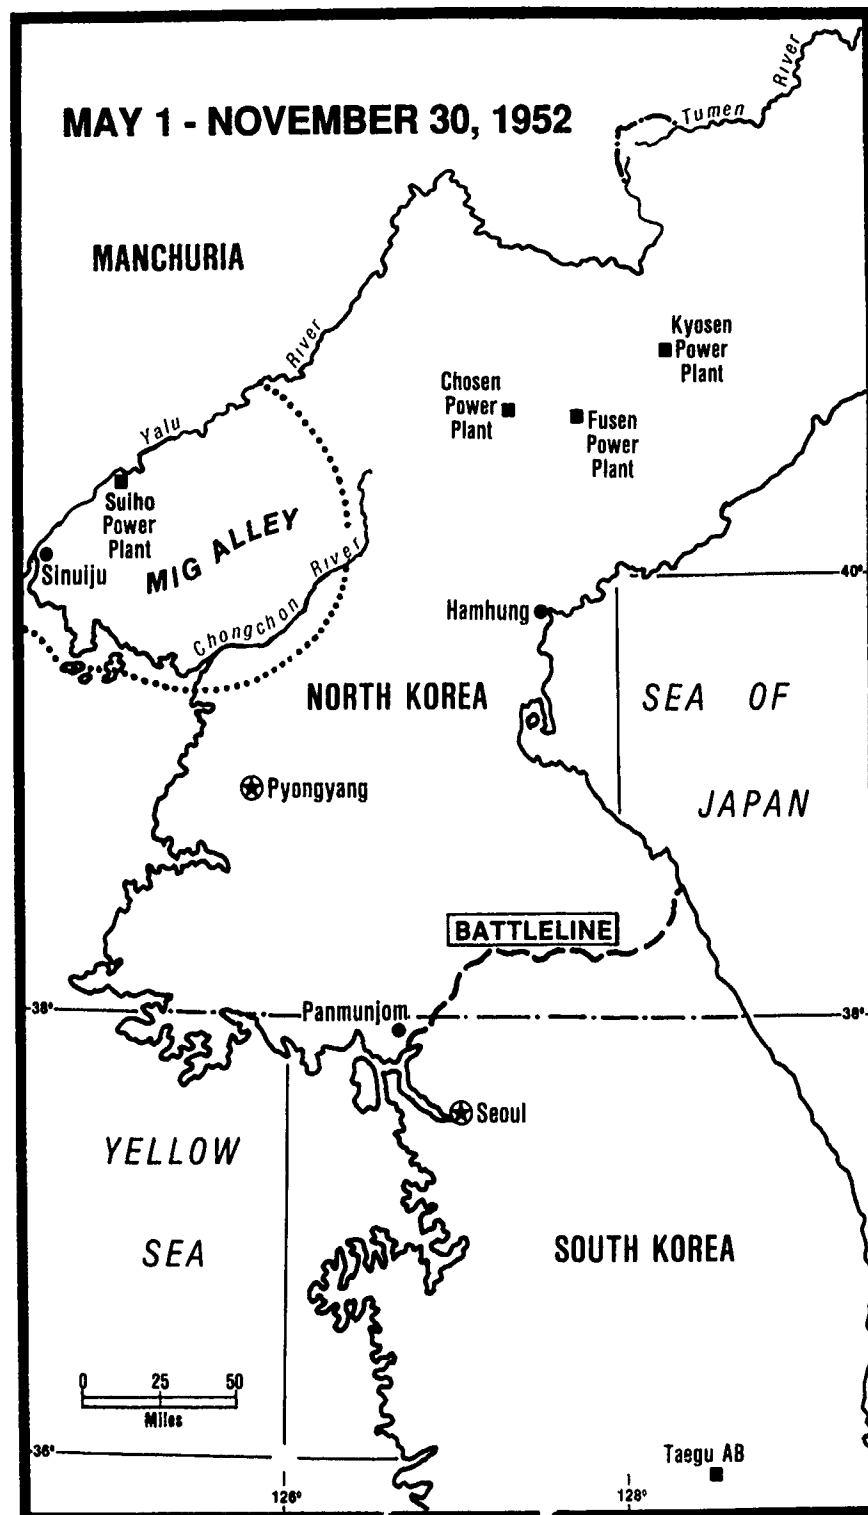 MAY 1 - NOVEMBER 30, 1952
Tumen
River
MANCHURIA
Kyosen
Power
Plant
Yalu
River
Chosen
Power
Plant
Fusen
Power
Plant
Suiho
Power
Plant
MIG ALLEY
Sinuiju
Chongchon River
40°
Hamhung
NORTH KOREA
SEA OF
JAPAN
Pyongyang
BATTLELINE
38°
Panmunjom
38°
Seoul
YELLOW
SEA
SOUTH KOREA
0 25 50
Miles
36°
Taegu AB
126°
128°